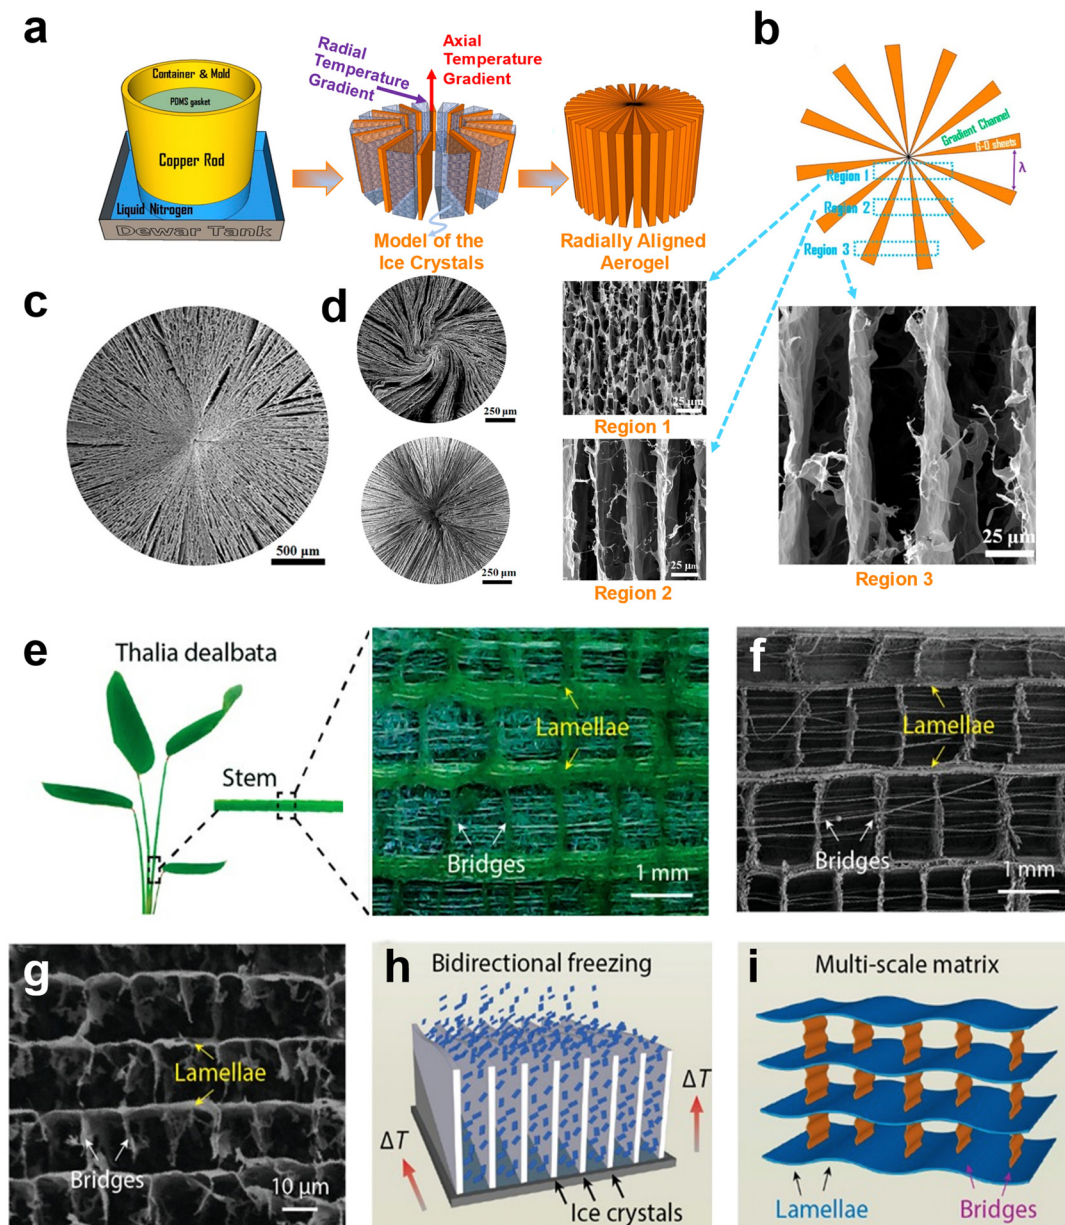 a
Container & Mold
PDMS gasket
Copper Rod
Liquid Nitrogen
Dewar Tank
Radial
Temperature
Gradient
Axial
Temperature
Gradient
Model of the
Ice Crystals
Radially Aligned
Aerogel
b
Gradient Channel
G-O sheets
λ
Region 1
Region 2
Region 3
c
500 μm
d
250 μm
250 μm
25 μm
Region 1
25 μm
Region 2
25 μm
Region 3
e
Thalia dealbata
Stem
Lamellae
Bridges
1 mm
f
Lamellae
Bridges
1 mm
g
Lamellae
Bridges
10 μm
h
Bidirectional freezing
ΔT
ΔT
Ice crystals
i
Multi-scale matrix
Lamellae
Bridges